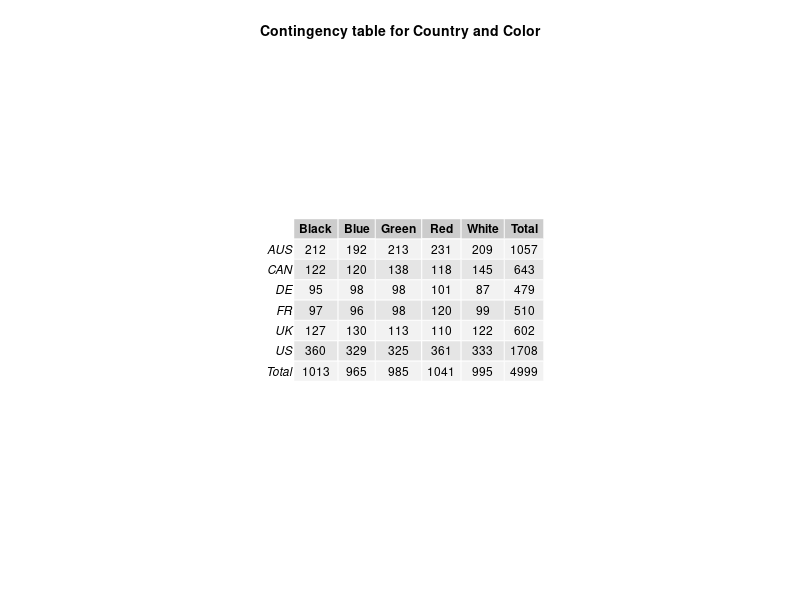 Contingency table for Country and Color
Black Blue Green Red White Total
AUS 212 192 213 231 209 1057
CAN 122 120 138 118 145 643
DE 95 98 98 101 87 479
FR 97 96 98 120 99 510
UK 127 130 113 110 122 602
US 360 329 325 361 333 1708
Total 1013 965 985 1041 995 4999